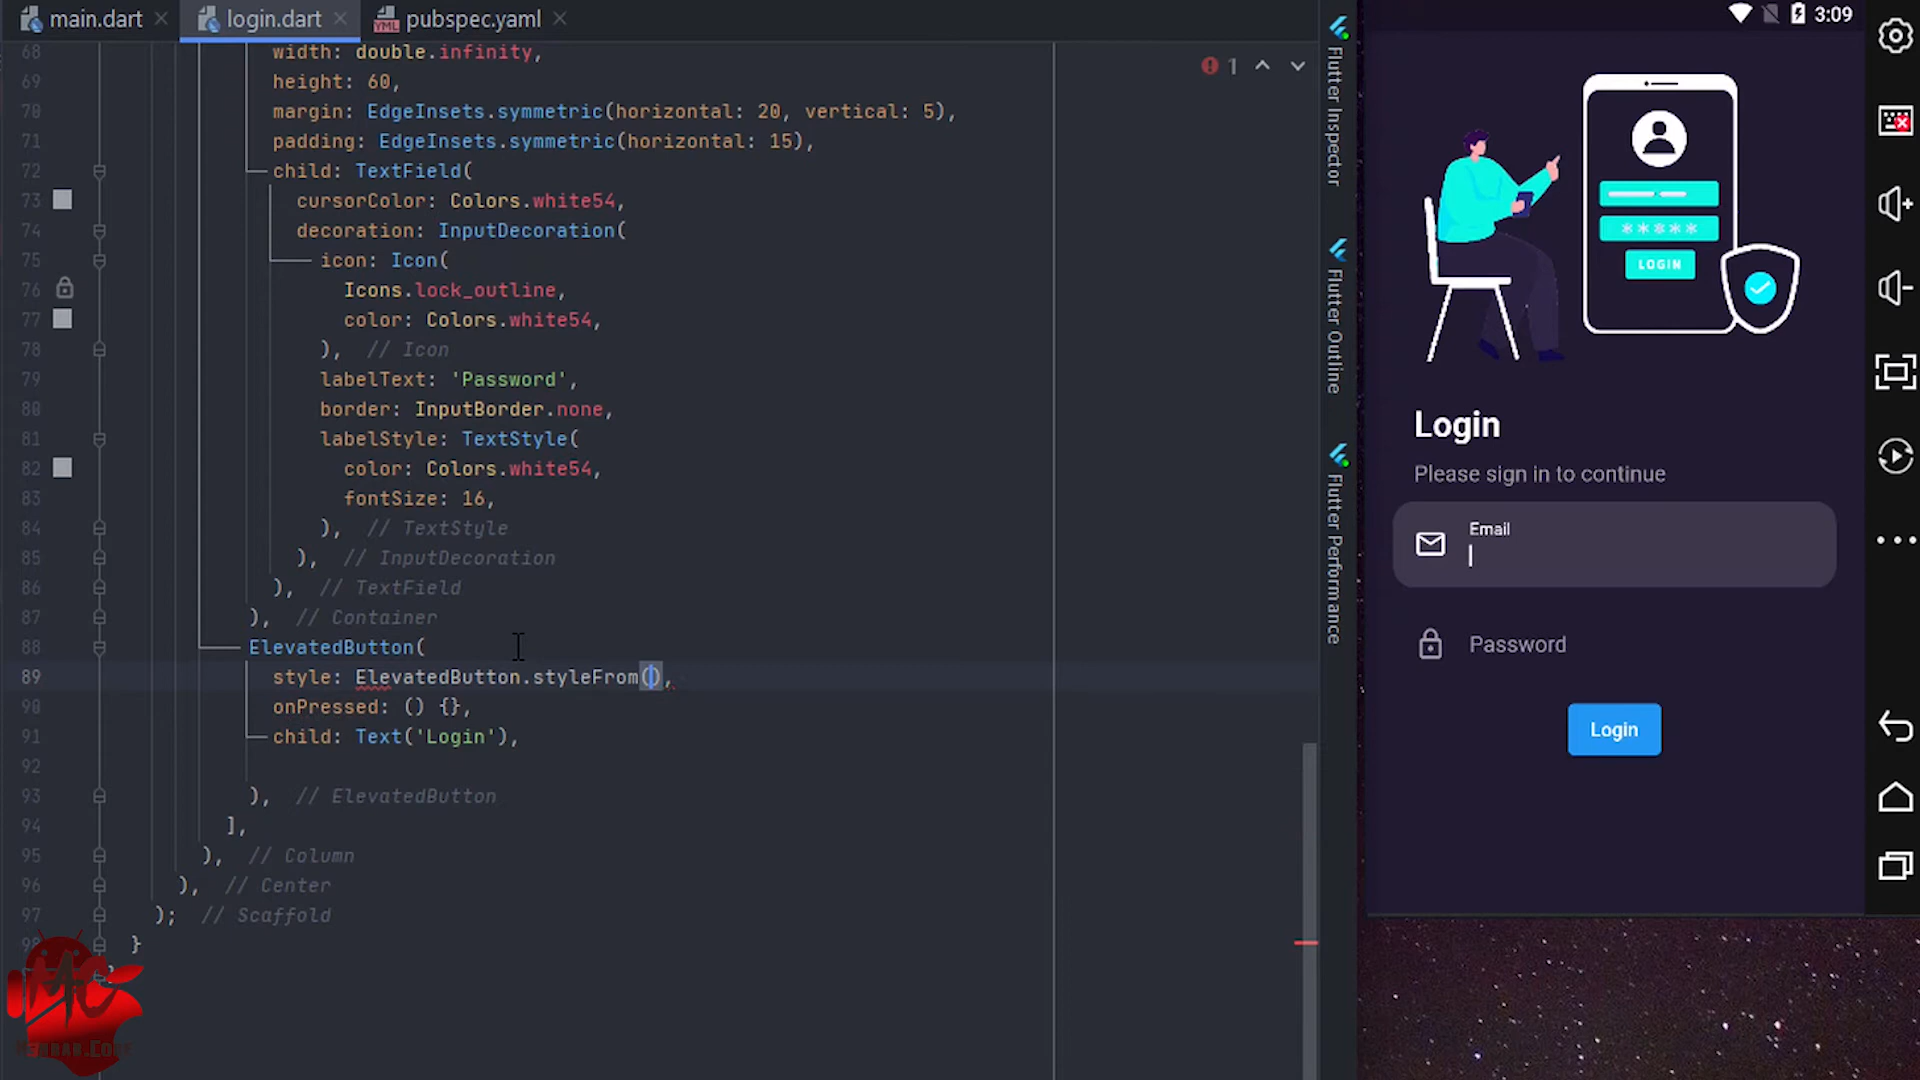 main.dart login.dart pubspec.yaml
68 width: double.infinity,
69 height: 60,
70 margin: EdgeInsets.symmetric(horizontal: 20, vertical: 5),
71 padding: EdgeInsets.symmetric(horizontal: 15),
72 child: TextField(
73 cursorColor: Colors.white54,
74 decoration: InputDecoration(
75 icon: Icon(
76 Icons.lock_outline,
77 color: Colors.white54,
78 ), // Icon
79 labelText: 'Password',
80 border: InputBorder.none,
81 labelStyle: TextStyle(
82 color: Colors.white54,
83 fontSize: 16,
84 ), // TextStyle
85 ), // InputDecoration
86 ), // TextField
87 ), // Container
88 ElevatedButton(
89 style: ElevatedButton.styleFrom(),
90 onPressed: () {},
91 child: Text('Login'),
92
93 ), // ElevatedButton
94 ],
95 ), // Column
96 ), // Center
97 ); // Scaffold
98 }
1
Flutter Inspector
Flutter Outline
Flutter Performance
3:09
*****
LOGIN
Login
Please sign in to continue
Email
Password
Login